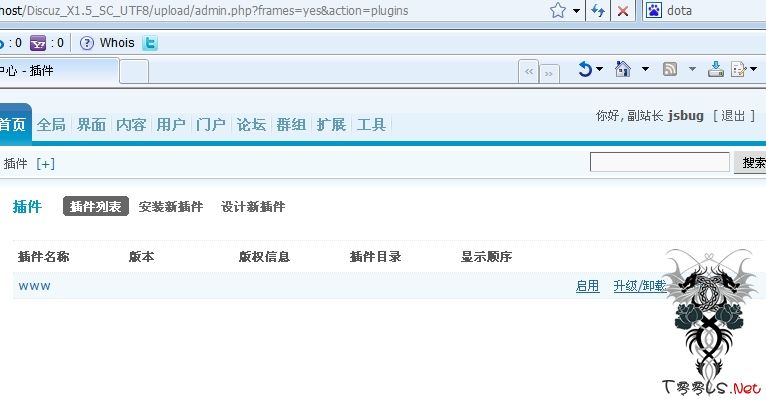 host/Discuz_X1.5_SC_UTF8/upload/admin.php?frames=yes&action=plugins
dota
: 0 : 0 Whois
中心 - 插件
首页 全局 界面 内容 用户 门户 论坛 群组 扩展 工具
你好, 副站长 jsbug [ 退出 ]
插件 [+]
搜索
插件 插件列表 安装新插件 设计新插件
插件名称 版本 版权信息 插件目录 显示顺序
www 启用 升级/卸载
T00LS.Net